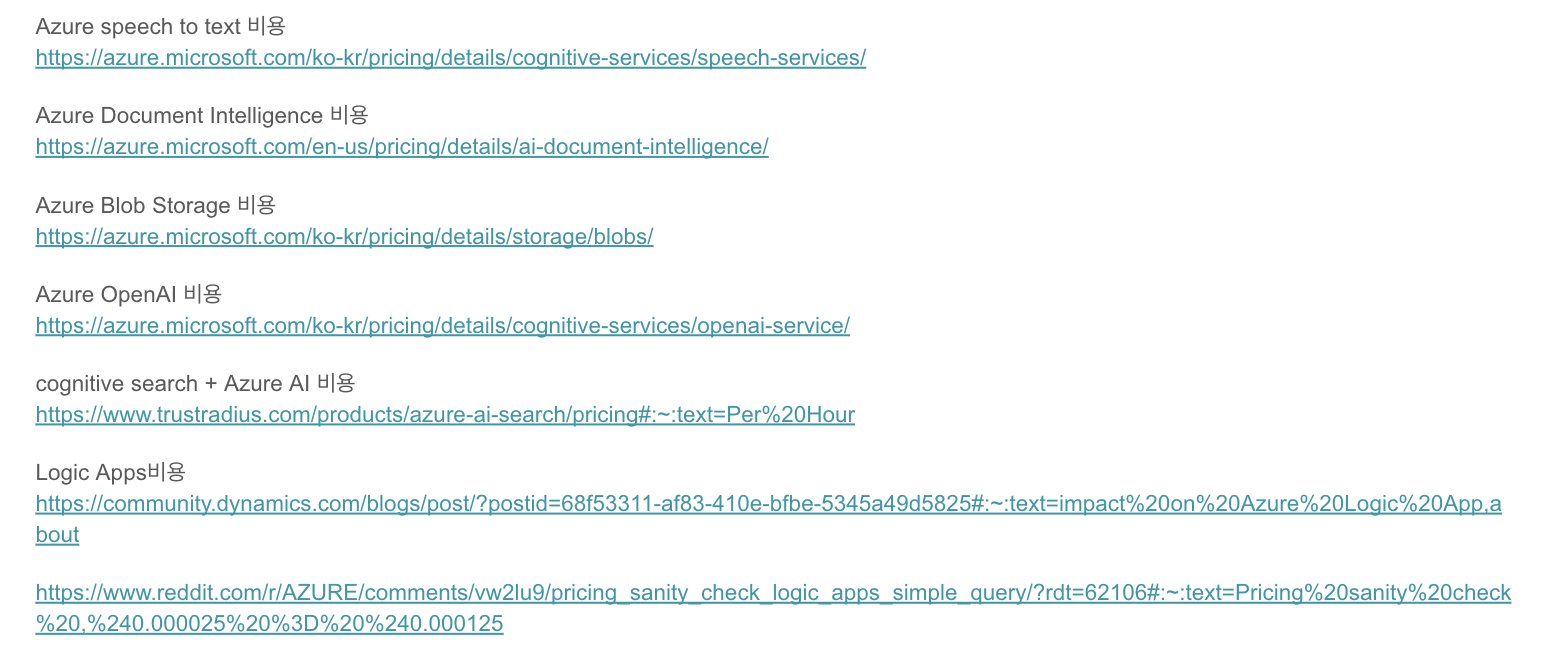 Azure speech to text 비용
https://azure.microsoft.com/ko-kr/pricing/details/cognitive-services/speech-services/
Azure Document Intelligence 비용
https://azure.microsoft.com/en-us/pricing/details/ai-document-intelligence/
Azure Blob Storage 비용
https://azure.microsoft.com/ko-kr/pricing/details/storage/blobs/
Azure OpenAI 비용
https://azure.microsoft.com/ko-kr/pricing/details/cognitive-services/openai-service/
cognitive search + Azure AI 비용
https://www.trustradius.com/products/azure-ai-search/pricing#:~:text=Per%20Hour
Logic Apps비용
https://community.dynamics.com/blogs/post/?postid=68f53311-af83-410e-bfbe-5345a49d5825#:~:text=impact%20on%20Azure%20Logic%20App,a
bout
https://www.reddit.com/r/AZURE/comments/vw2lu9/pricing_sanity_check_logic_apps_simple_query/?rdt=62106#:~:text=Pricing%20sanity%20check
%20,%240.000025%20%3D%20%240.000125